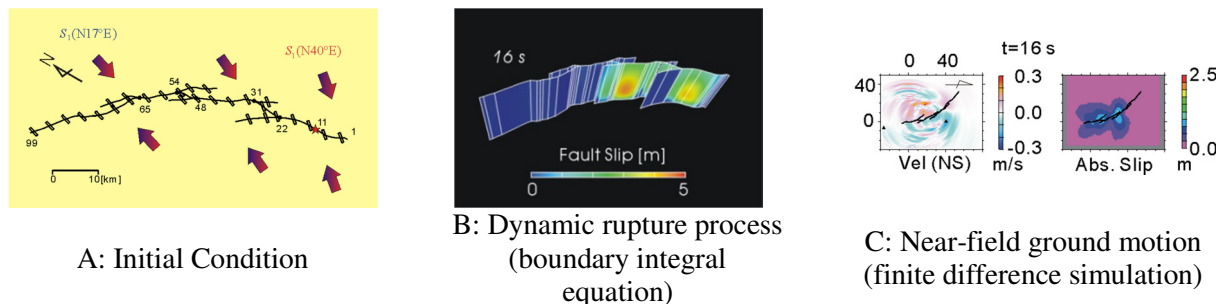 S₁(N17°E)
S₁(N40°E)
N
54
31
65
48
22
11
1
99
0 10[km]
A: Initial Condition
16 s
Fault Slip [m]
0 5
B: Dynamic rupture process
(boundary integral
equation)
t=16 s
0 40
0.3
2.5
40
0
-0.3
0.0
Vel (NS) m/s Abs. Slip m
C: Near-field ground motion
(finite difference simulation)